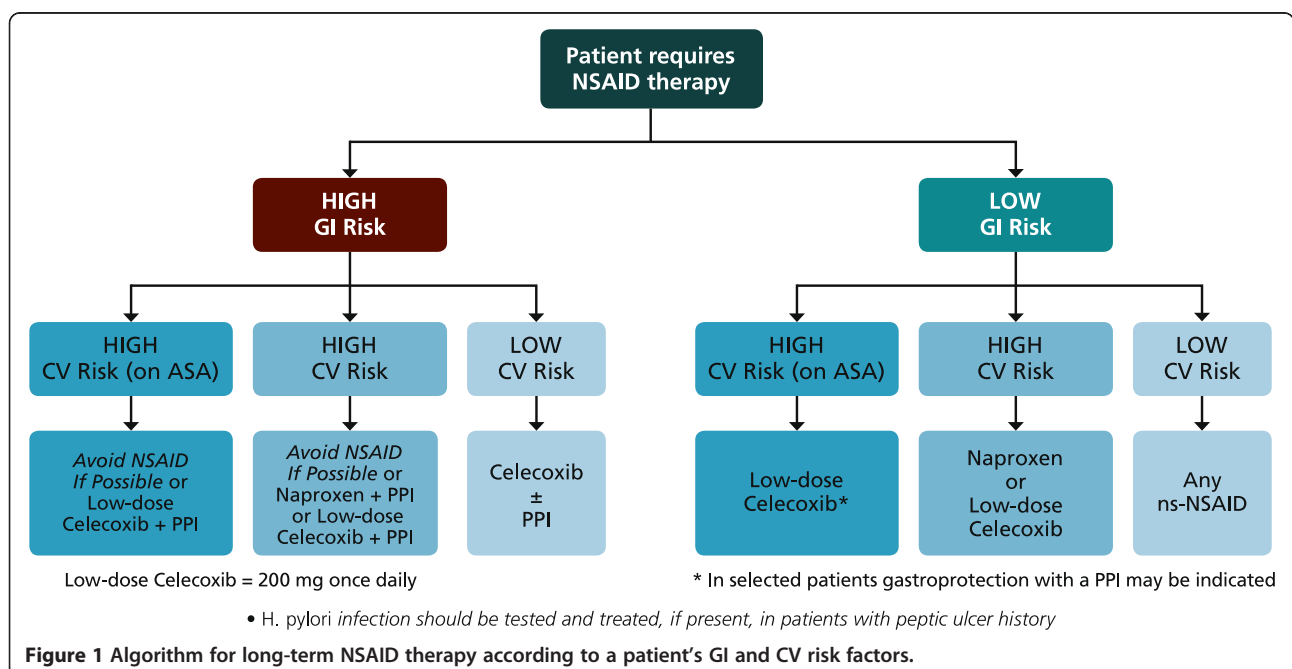 Patient requires
NSAID therapy
HIGH
GI Risk
LOW
GI Risk
HIGH
CV Risk (on ASA)
HIGH
CV Risk
LOW
CV Risk
HIGH
CV Risk (on ASA)
HIGH
CV Risk
LOW
CV Risk
Avoid NSAID
If Possible or
Low-dose
Celecoxib + PPI
Avoid NSAID
If Possible or
Naproxen + PPI
or Low-dose
Celecoxib + PPI
Celecoxib
±
PPI
Low-dose
Celecoxib*
Naproxen
or
Low-dose
Celecoxib
Any
ns-NSAID
Low-dose Celecoxib = 200 mg once daily
* In selected patients gastroprotection with a PPI may be indicated
• H. pylori infection should be tested and treated, if present, in patients with peptic ulcer history
Figure 1 Algorithm for long-term NSAID therapy according to a patient's GI and CV risk factors.